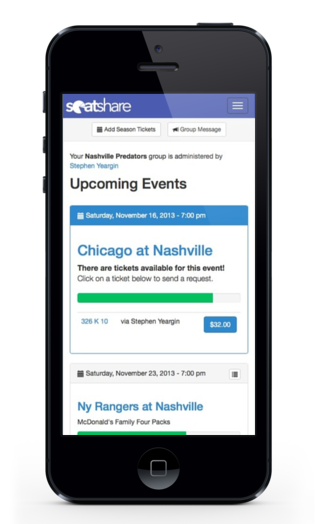 seatshare
Add Season Tickets
Group Message
Your Nashville Predators group is administered by
Stephen Yeargin
Upcoming Events
Saturday, November 16, 2013 - 7:00 pm
Chicago at Nashville
There are tickets available for this event!
Click on a ticket below to send a request.
326 K 10 via Stephen Yeargin $32.00
Saturday, November 23, 2013 - 7:00 pm
Ny Rangers at Nashville
McDonald's Family Four Packs